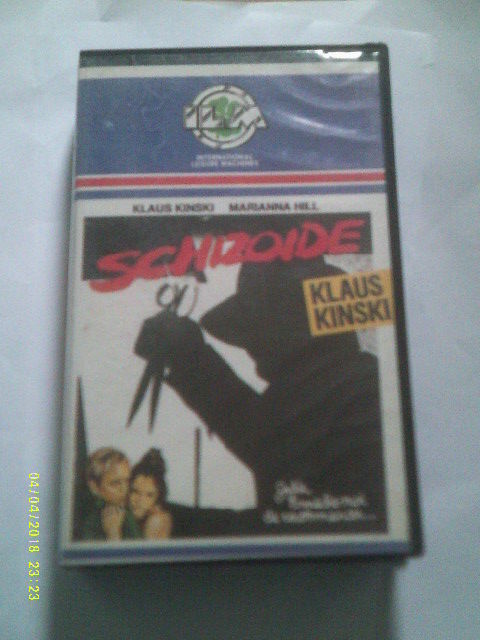 INTERNATIONAL
LEISURE MACHINES
KLAUS KINSKI MARIANNA HILL
SCHIZOIDE
KLAUS
KINSKI
04/04/2018 23:23